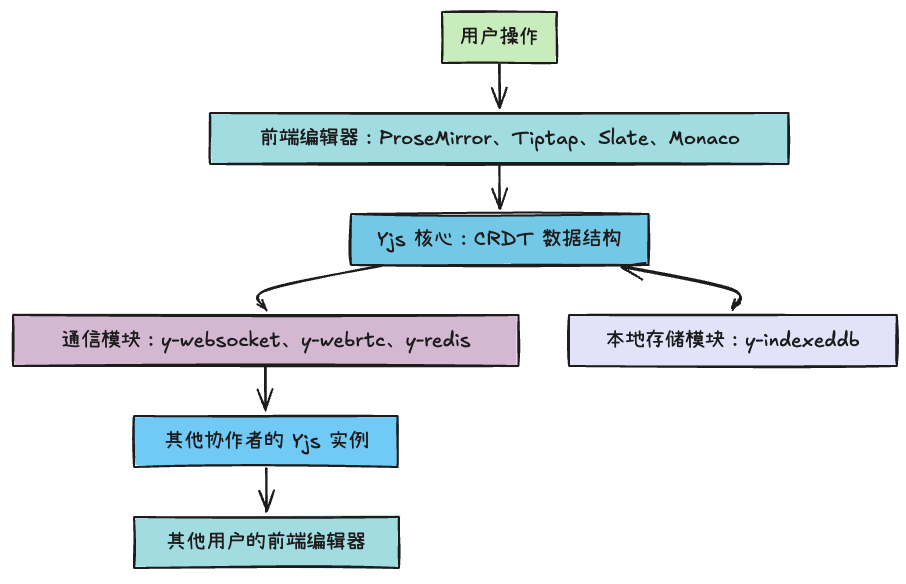 用户操作
前端编辑器：ProseMirror、Tiptap、Slate、Monaco
Yjs 核心：CRDT 数据结构
通信模块：y-websocket、y-webrtc、y-redis
本地存储模块：y-indexeddb
其他协作者的 Yjs 实例
其他用户的前端编辑器